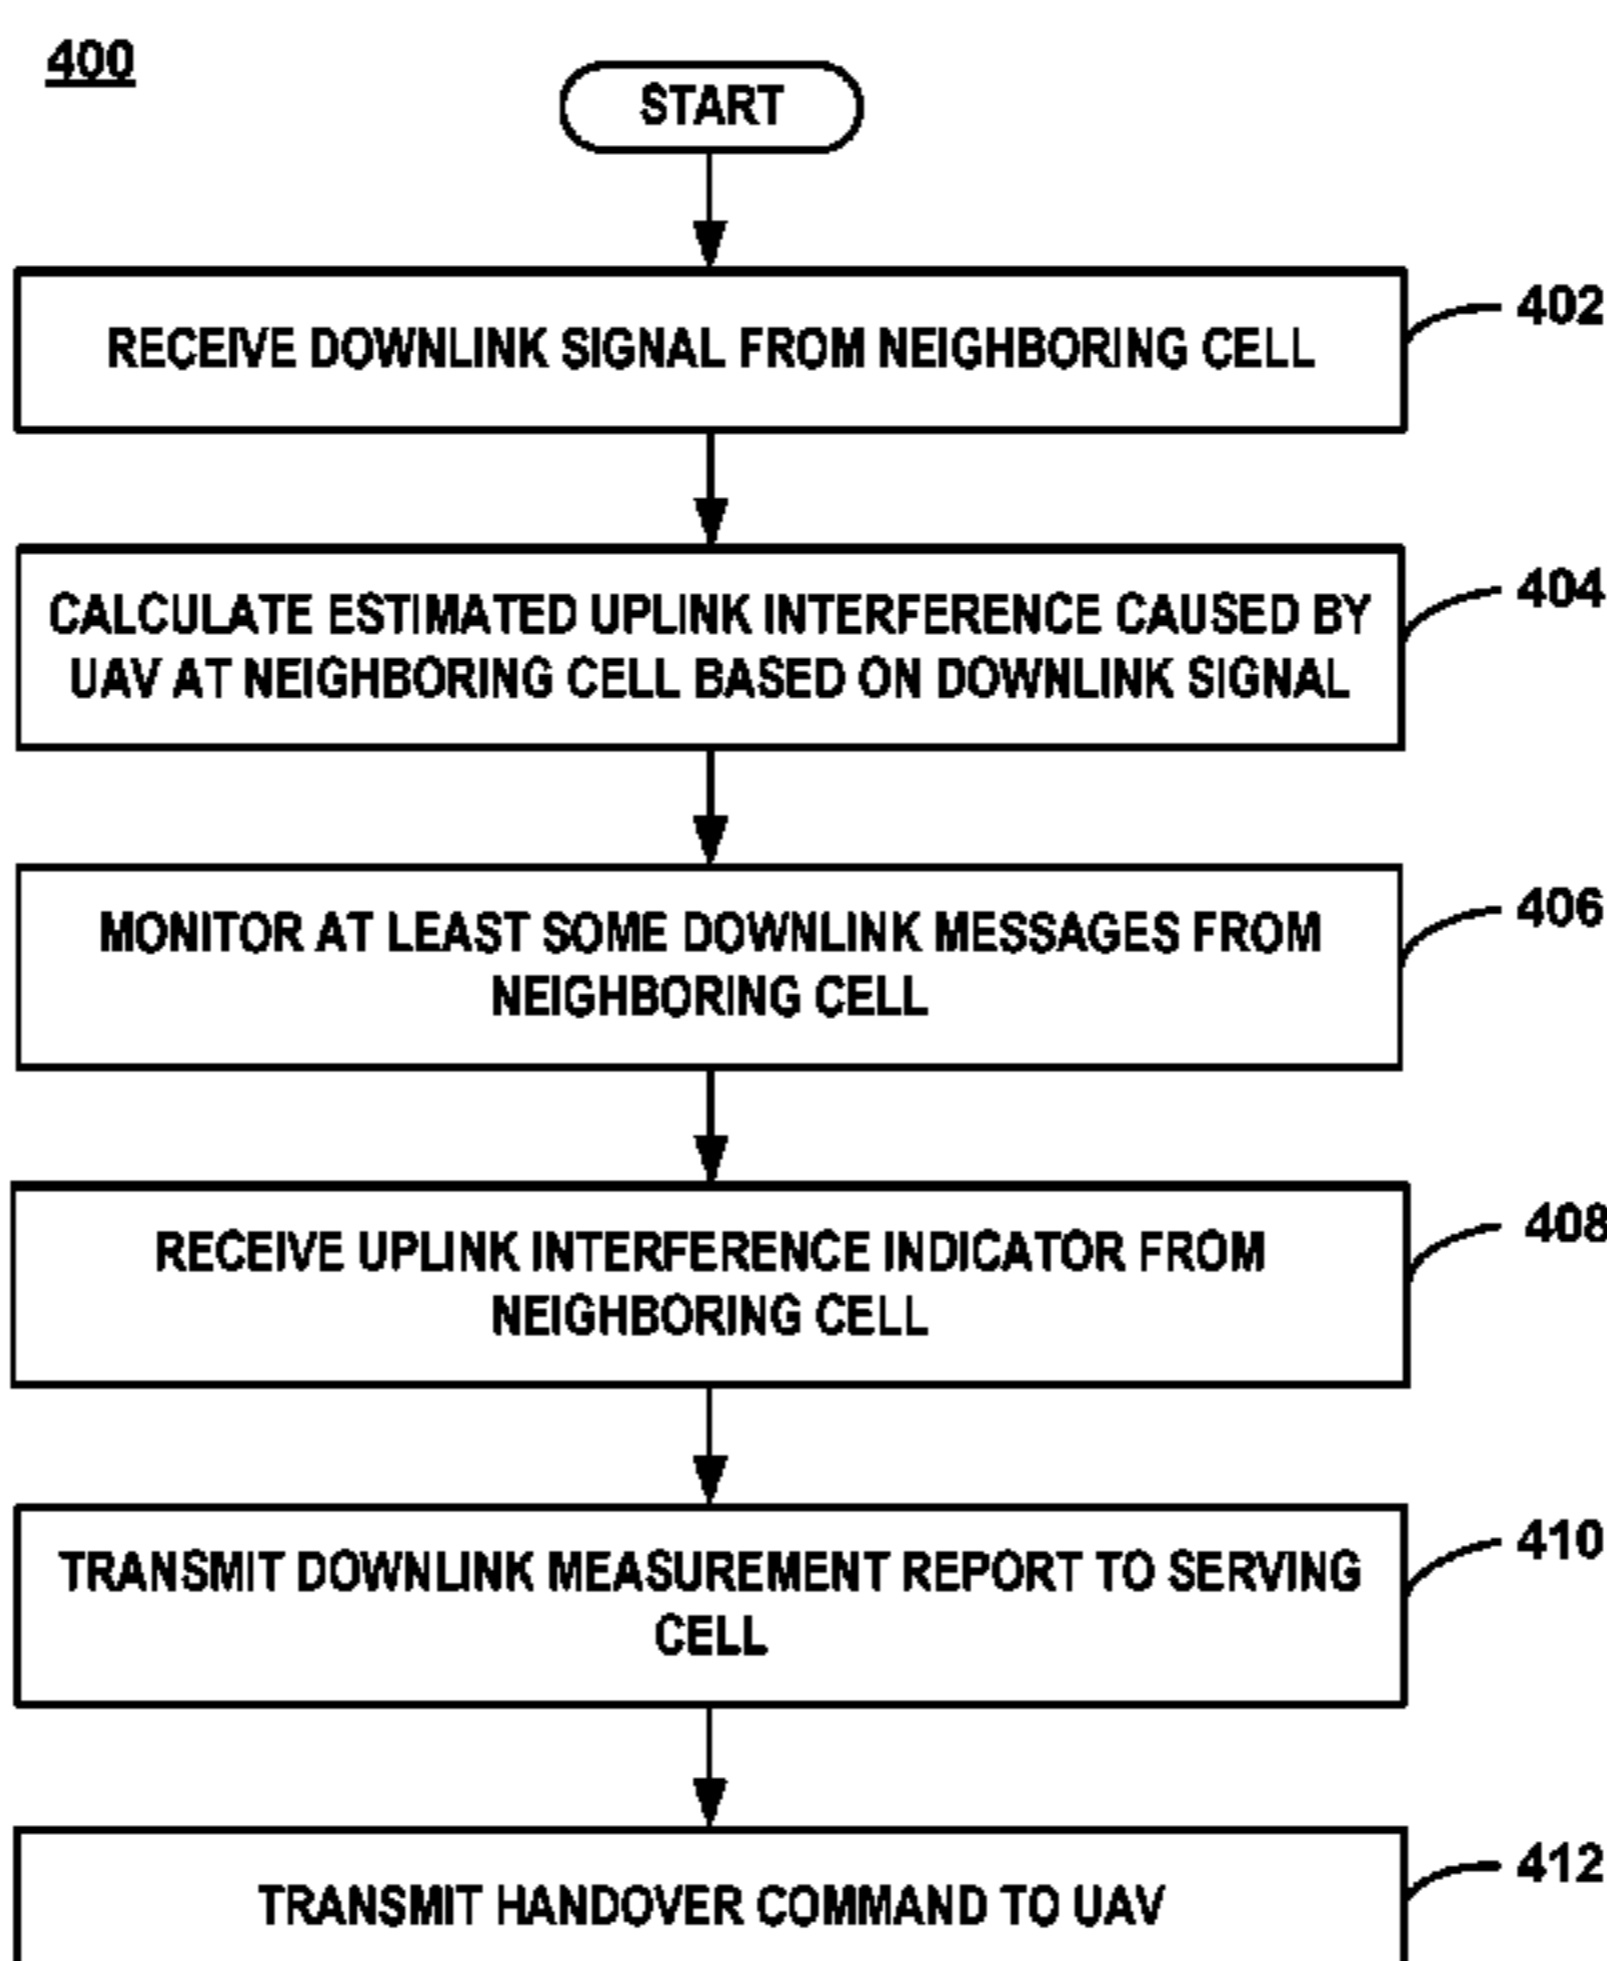 400
START
RECEIVE DOWNLINK SIGNAL FROM NEIGHBORING CELL
402
CALCULATE ESTIMATED UPLINK INTERFERENCE CAUSED BY
UAV AT NEIGHBORING CELL BASED ON DOWNLINK SIGNAL
404
MONITOR AT LEAST SOME DOWNLINK MESSAGES FROM
NEIGHBORING CELL
406
RECEIVE UPLINK INTERFERENCE INDICATOR FROM
NEIGHBORING CELL
408
TRANSMIT DOWNLINK MEASUREMENT REPORT TO SERVING
CELL
410
TRANSMIT HANDOVER COMMAND TO UAV
412